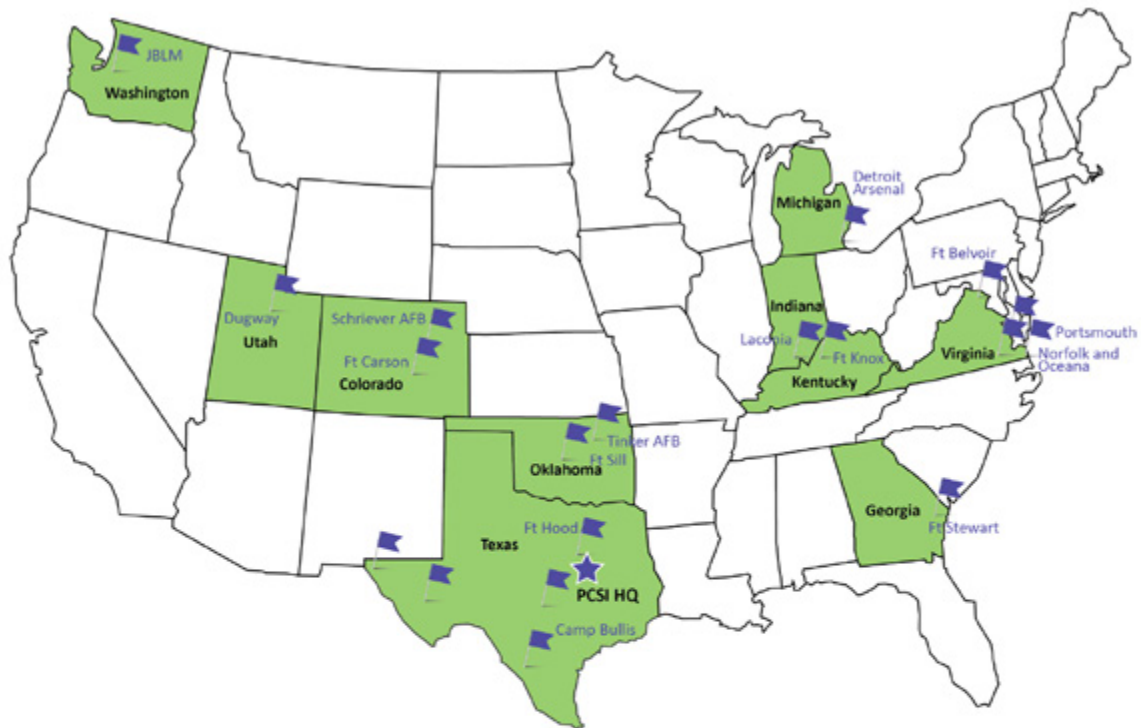 JBLM
Washington
Detroit
Arsenal
Michigan
Ft Belvoir
Dugway
Utah
Schriever AFB
Ft Carson
Colorado
Indiana
Laconia
Ft Knox
Kentucky
Virginia
Portsmouth
Norfolk and
Oceana
Tinker AFB
Ft Sill
Oklahoma
Georgia
Ft Stewart
Ft Hood
Texas
PCSI HQ
Camp Bullis